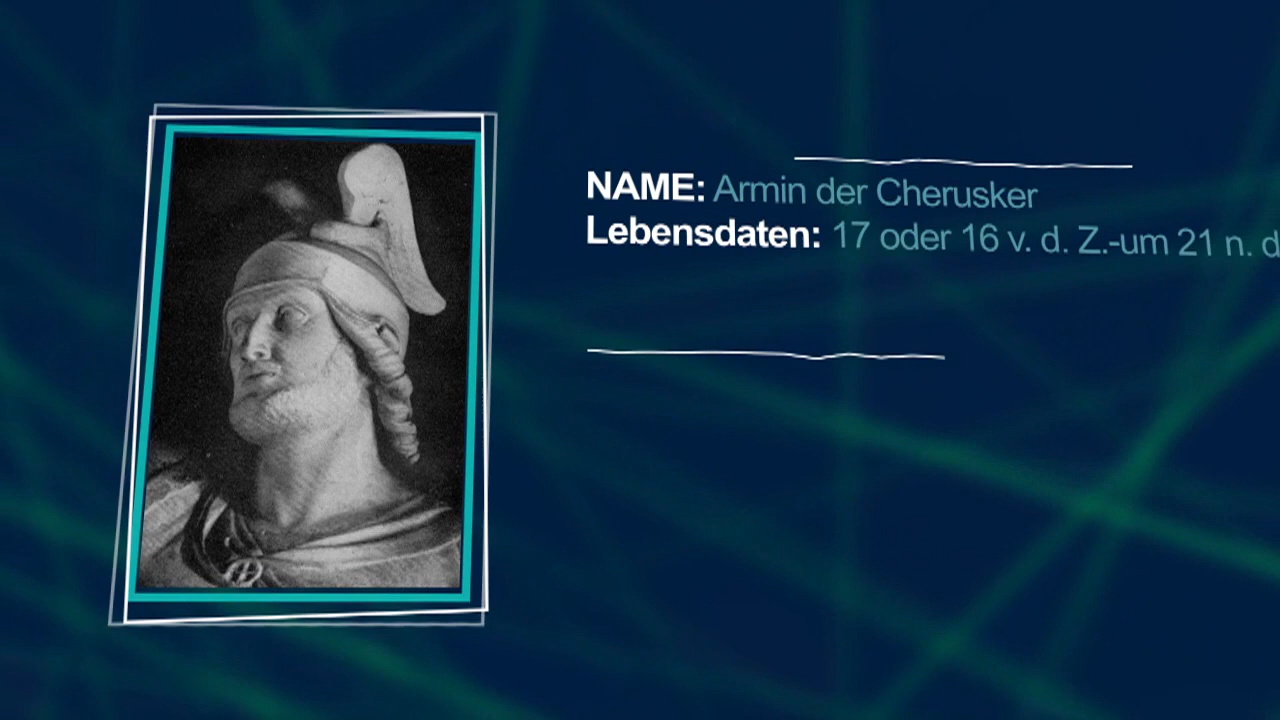 NAME: Armin der Cherusker
Lebensdaten: 17 oder 16 v. d. Z.-um 21 n. d